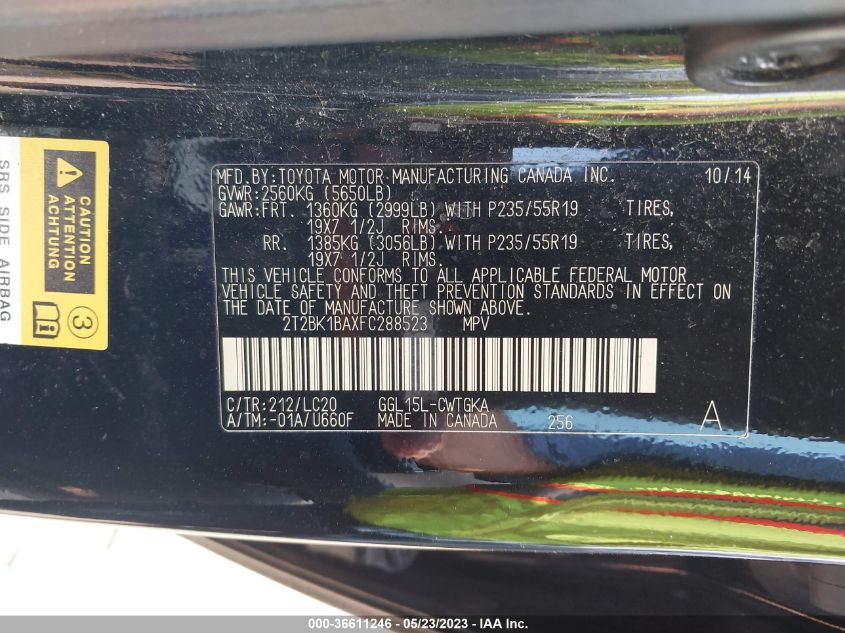 SRS SIDE AIRBAG
CAUTION
ATTENTION
ACHTUNG
3
MFD.BY:TOYOTA MOTOR MANUFACTURING CANADA INC. 10/14
GVWR:2560KG (5650LB)
GAWR:FRT. 1360KG (2999LB) WITH P235/55R19 TIRES,
19X7 1/2J RIMS.
RR. 1385KG (3056LB) WITH P235/55R19 TIRES,
19X7 1/2J RIMS.
THIS VEHICLE CONFORMS TO ALL APPLICABLE FEDERAL MOTOR
VEHICLE SAFETY AND THEFT PREVENTION STANDARDS IN EFFECT ON
THE DATE OF MANUFACTURE SHOWN ABOVE.
2T2BK1BAXFC288523 MPV
C/TR:212/LC20 GGL15L-CWTGKA
A/TM:-01A/U660F MADE IN CANADA 256 A
000-36611246 - 05/23/2023 - IAA Inc.